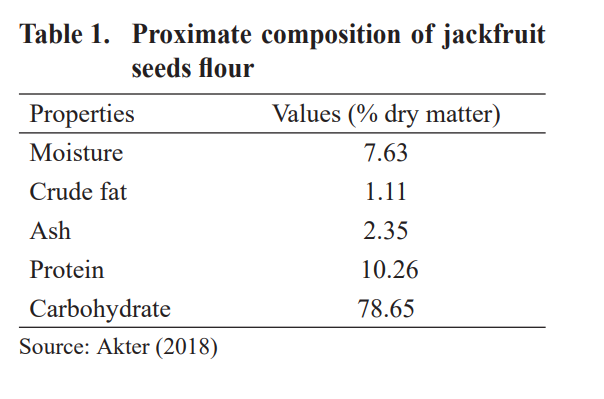 Table 1. Proximate composition of jackfruit
seeds flour
Properties Values (% dry matter)
Moisture 7.63
Crude fat 1.11
Ash 2.35
Protein 10.26
Carbohydrate 78.65
Source: Akter (2018)